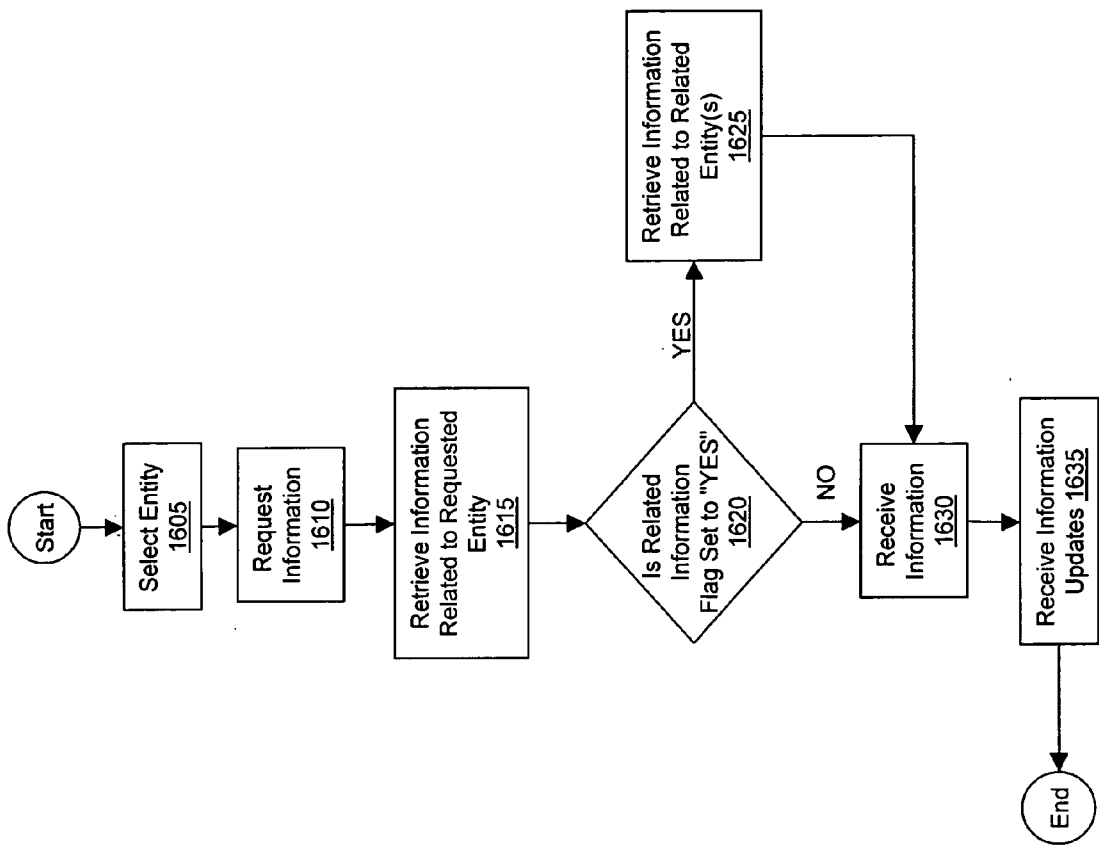 Start
Select Entity
1605
Request
Information
1610
Retrieve Information
Related to Requested
Entity
1615
Is Related
Information
Flag Set to "YES"
1620
YES
Retrieve Information
Related to Related
Entity(s)
1625
NO
Receive
Information
1630
Receive Information
Updates 1635
End